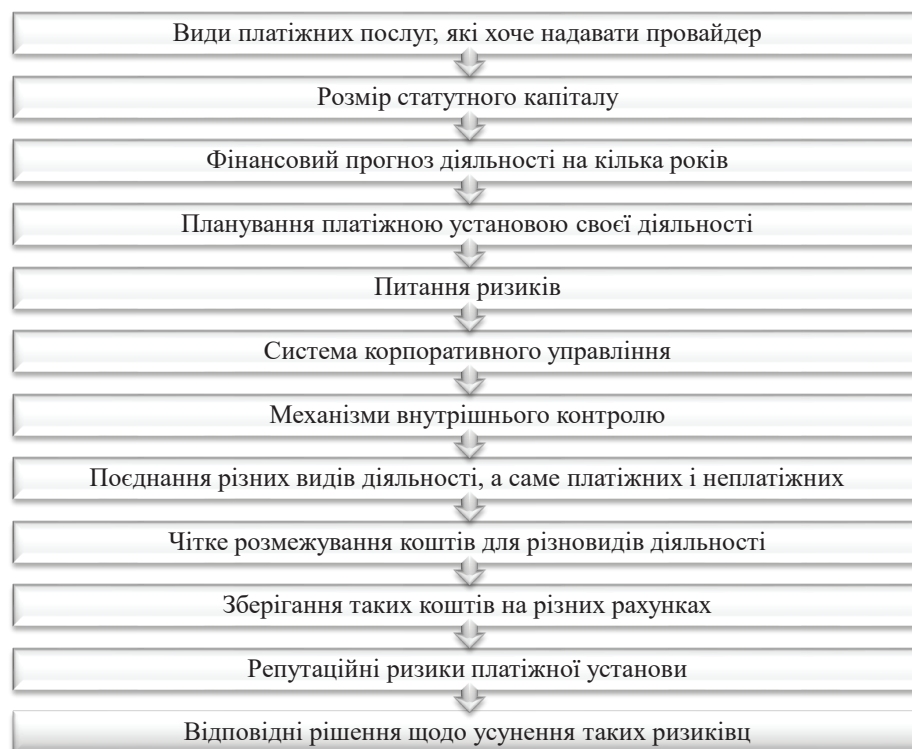 Види платіжних послуг, які хоче надавати провайдер
Розмір статутного капіталу
Фінансовий прогноз діяльності на кілька років
Планування платіжною установою своєї діяльності
Питання ризиків
Система корпоративного управління
Механізми внутрішнього контролю
Поєднання різних видів діяльності, а саме платіжних і неплатіжних
Чітке розмежування коштів для різновидів діяльності
Зберігання таких коштів на різних рахунках
Репутаційні ризики платіжної установи
Відповідні рішення щодо усунення таких ризиківц